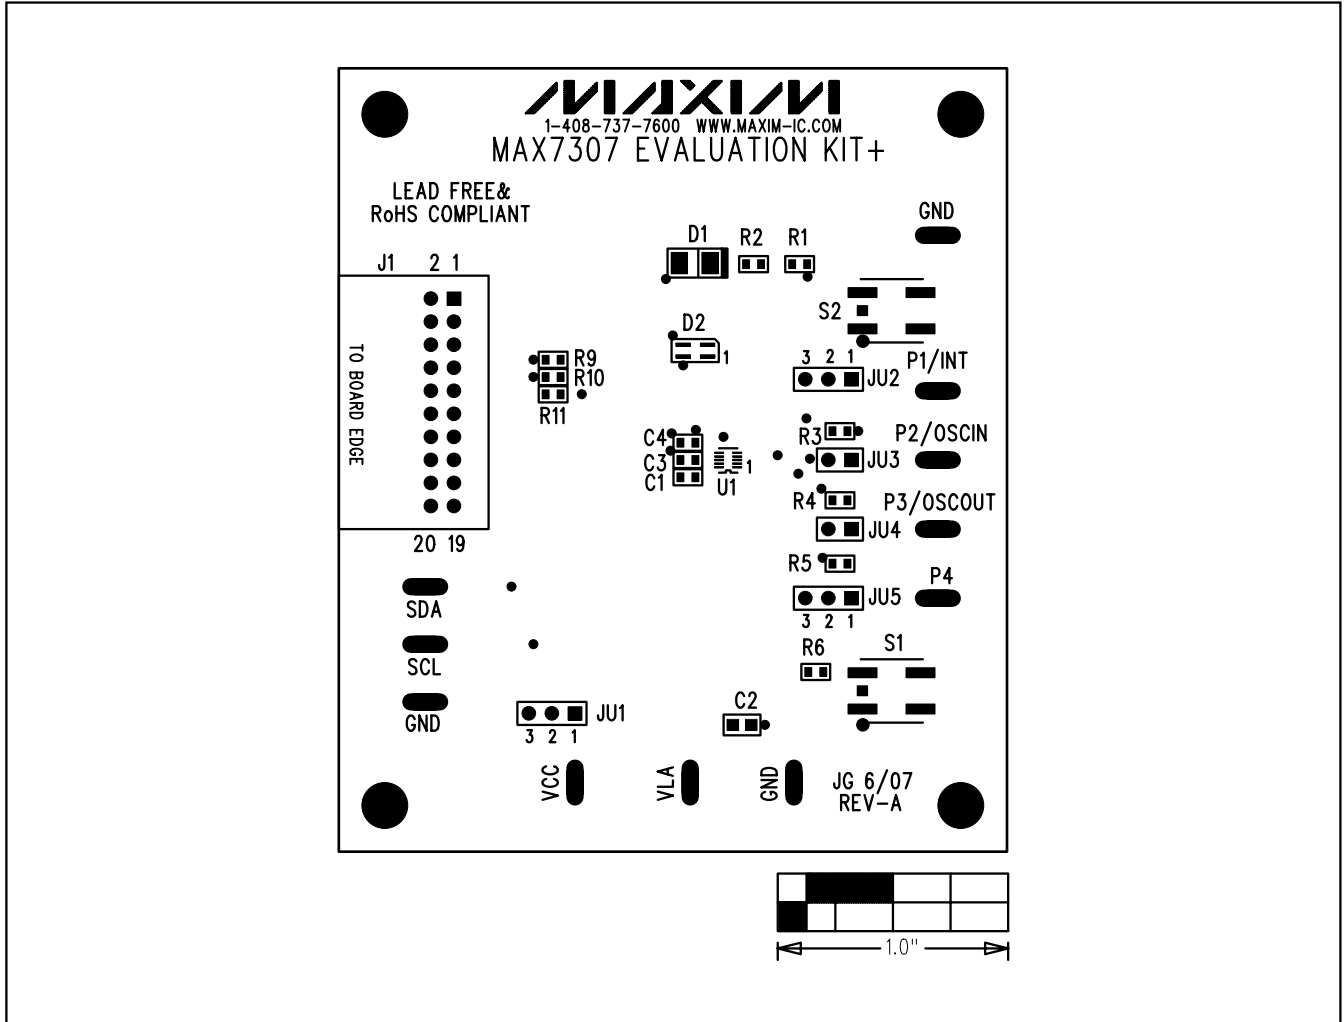 MAXIM
1-408-737-7600 WWW.MAXIM-IC.COM
MAX7307 EVALUATION KIT+
LEAD FREE&
RoHS COMPLIANT
GND
D1 R2 R1
J1 2 1
S2
D2
1
TO BOARD EDGE
R9
R10
R11
3 2 1
JU2
P1/INT
R3
P2/OSCIN
C4
C3
C1
U1
1
JU3
R4
P3/OSCOUT
JU4
20 19
R5
P4
SDA
JU5
3 2 1
SCL
R6
S1
GND
JU1
3 2 1
C2
VCC
VLA
GND
JG 6/07
REV-A
1.0"